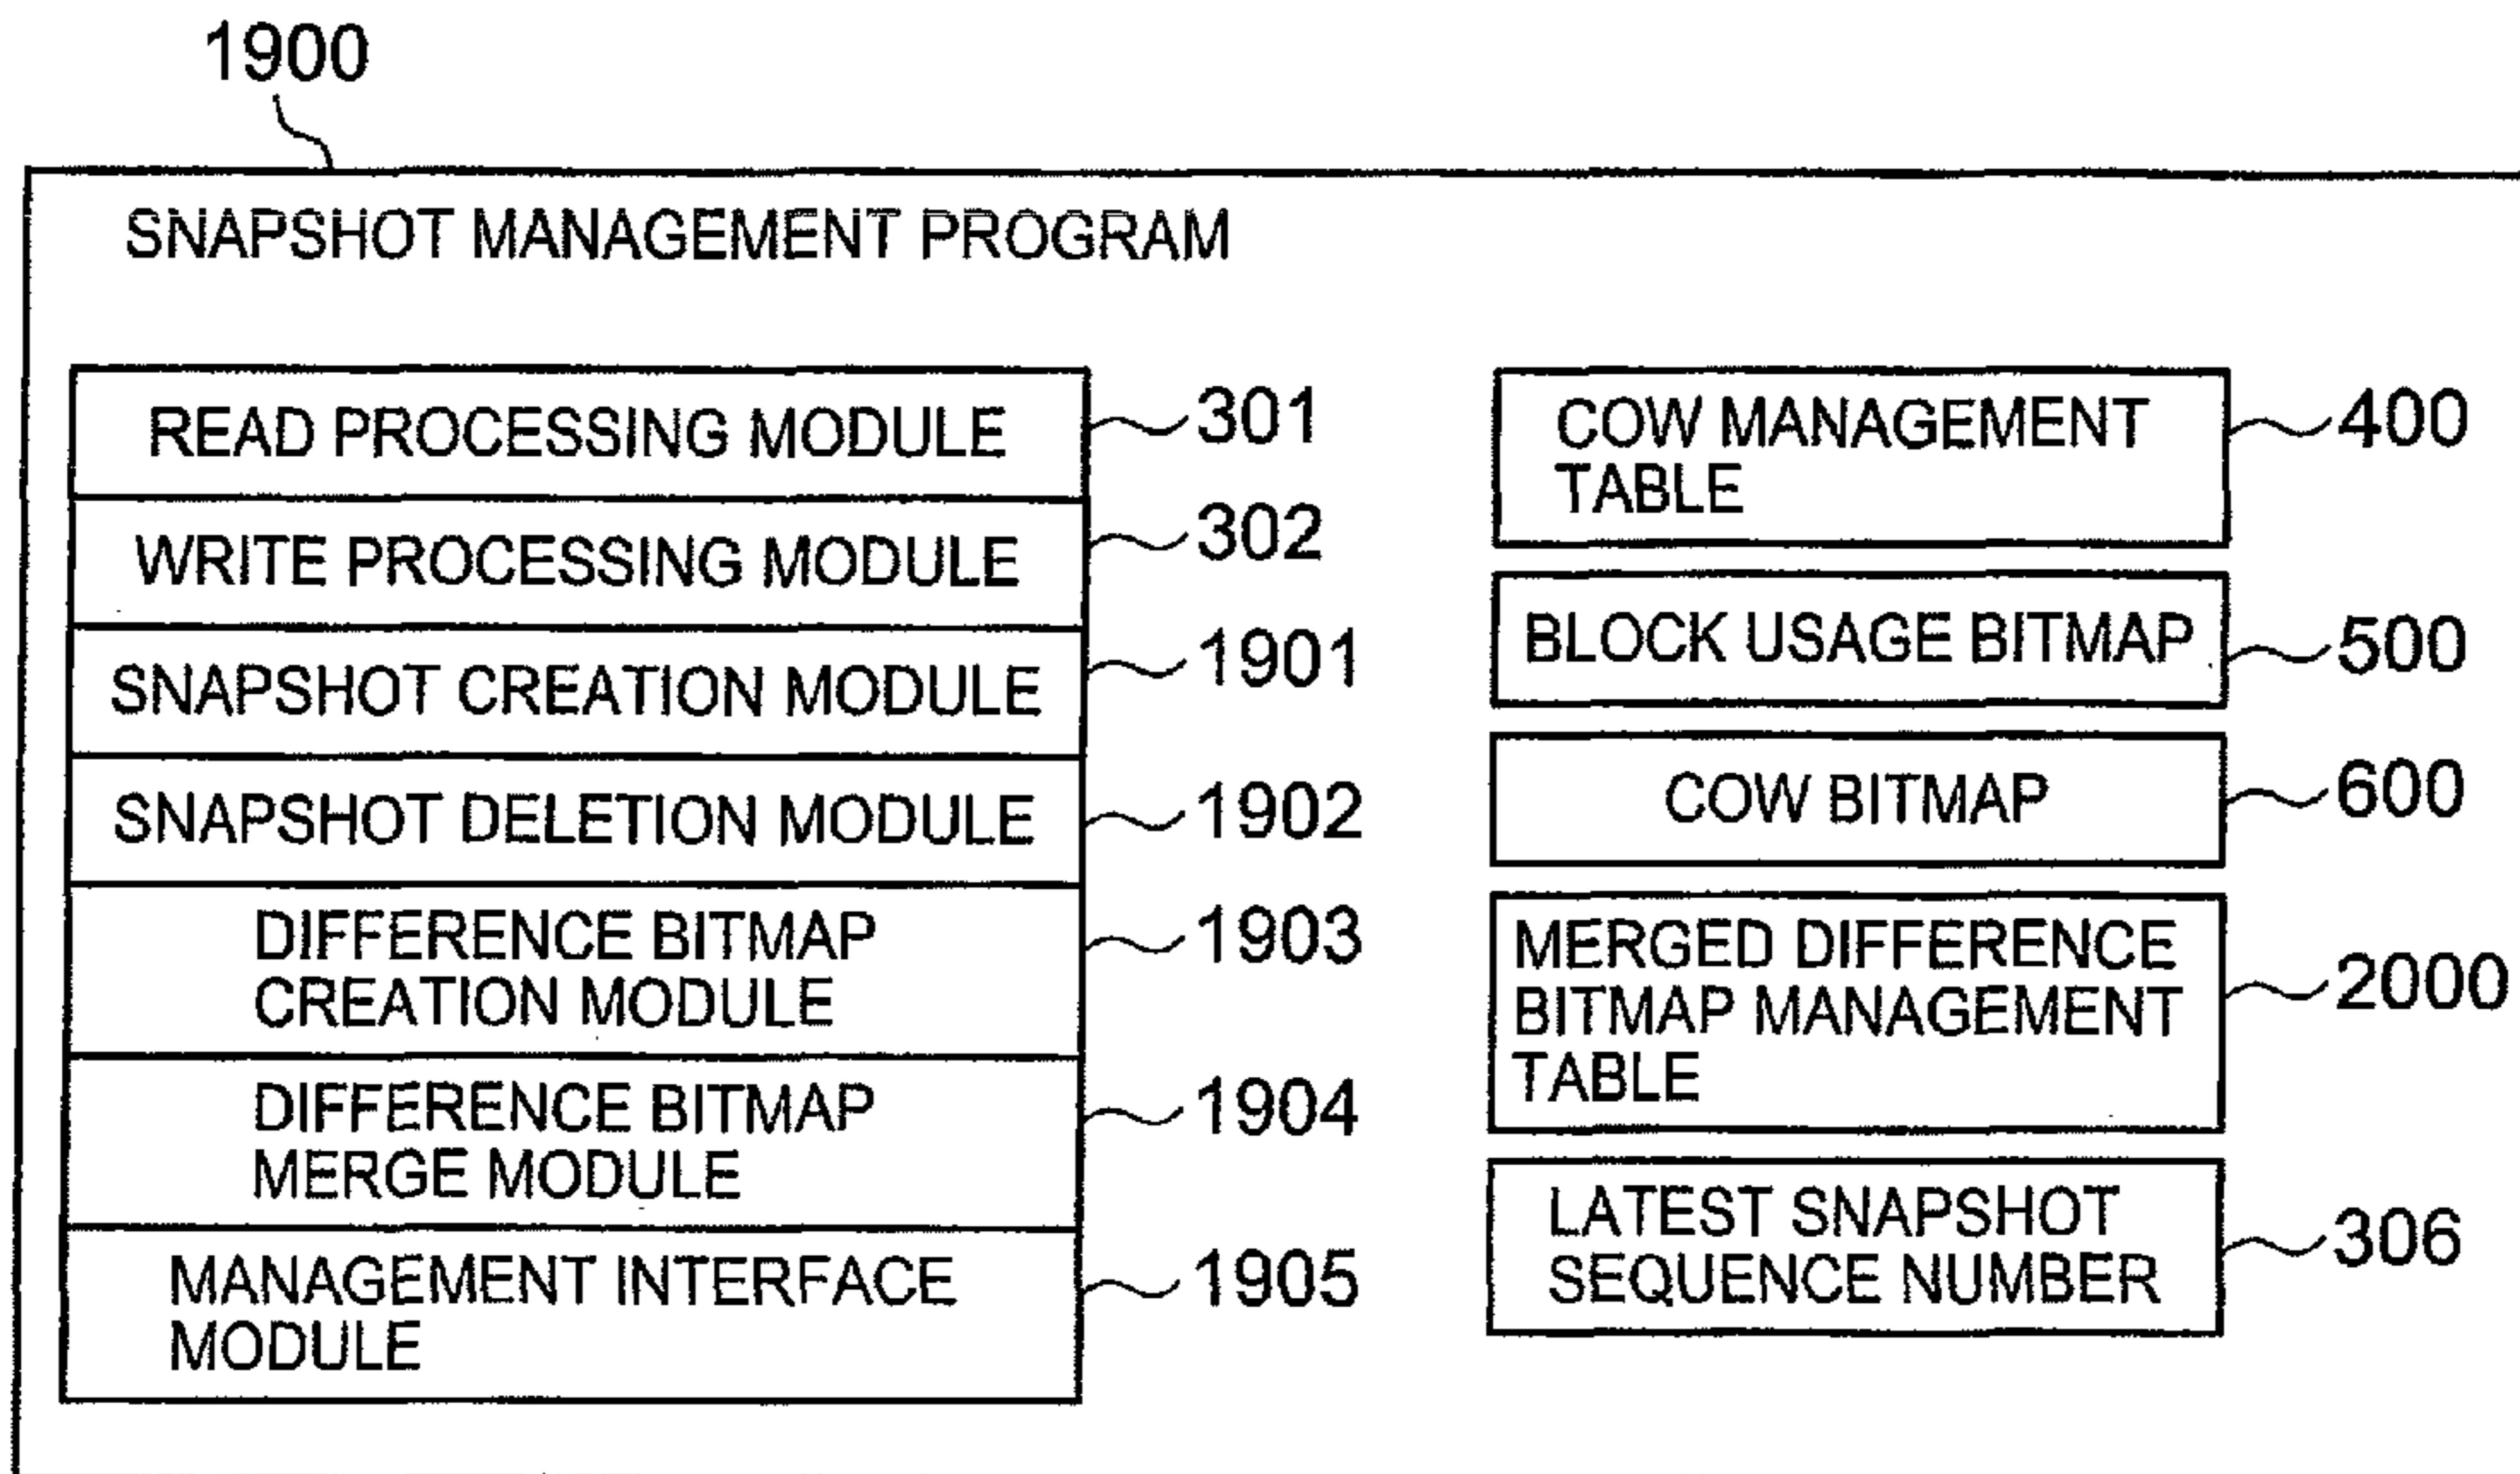 1900
SNAPSHOT MANAGEMENT PROGRAM
READ PROCESSING MODULE
301
WRITE PROCESSING MODULE
302
SNAPSHOT CREATION MODULE
1901
SNAPSHOT DELETION MODULE
1902
DIFFERENCE BITMAP
CREATION MODULE
1903
DIFFERENCE BITMAP
MERGE MODULE
1904
MANAGEMENT INTERFACE
MODULE
1905
COW MANAGEMENT
TABLE
400
BLOCK USAGE BITMAP
500
COW BITMAP
600
MERGED DIFFERENCE
BITMAP MANAGEMENT
TABLE
2000
LATEST SNAPSHOT
SEQUENCE NUMBER
306